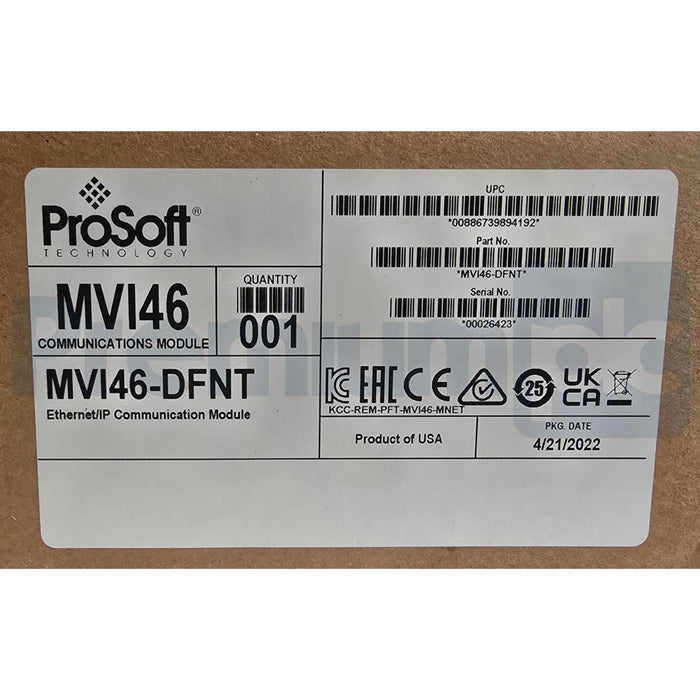 ProSoft®
TECHNOLOGY
MVI46
COMMUNICATIONS MODULE
QUANTITY
001
MVI46-DFNT
Ethernet/IP Communication Module
UPC
*00886739894192*
Part No.
*MVI46-DFNT*
Serial No.
*00026423*
EAC CE 25 UK CA
KCC-REM-PFT-MVI46-MNET
Product of USA
PKG. DATE
4/21/2022
Premium